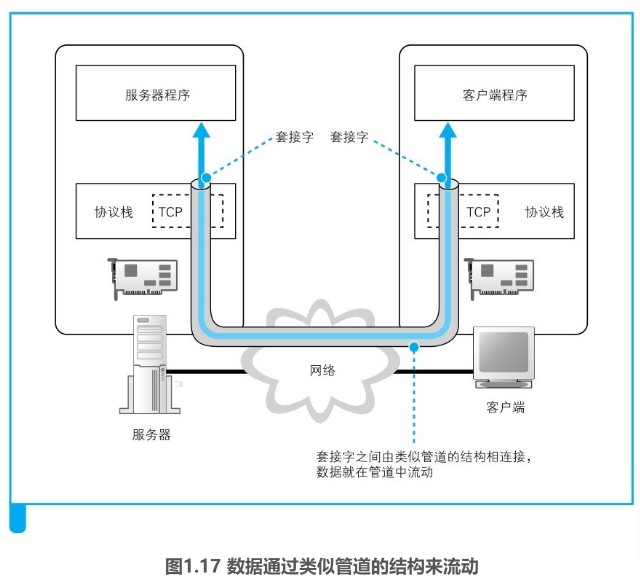 服务器程序
客户端程序
套接字
套接字
协议栈
TCP
TCP
协议栈
网络
服务器
客户端
套接字之间由类似管道的结构相连接，
数据就在管道中流动
图1.17 数据通过类似管道的结构来流动